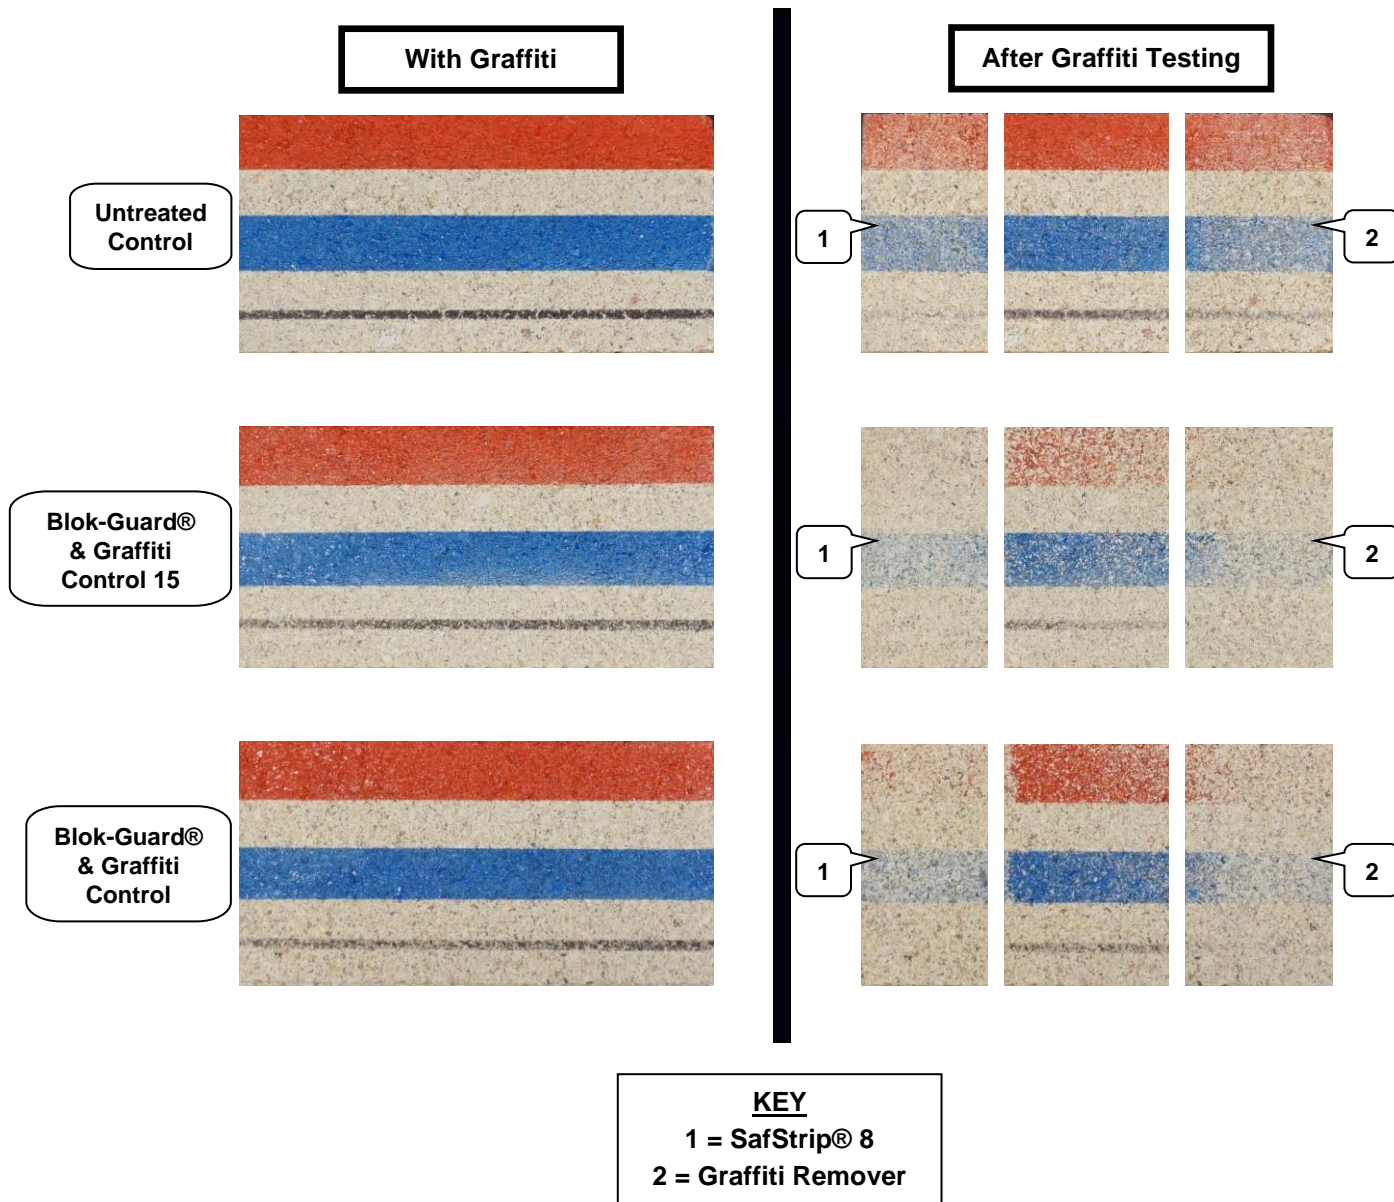 With Graffiti
After Graffiti Testing
Untreated
Control
1
2
Blok-Guard®
& Graffiti
Control 15
1
2
Blok-Guard®
& Graffiti
Control
1
2
KEY
1 = SafStrip® 8
2 = Graffiti Remover